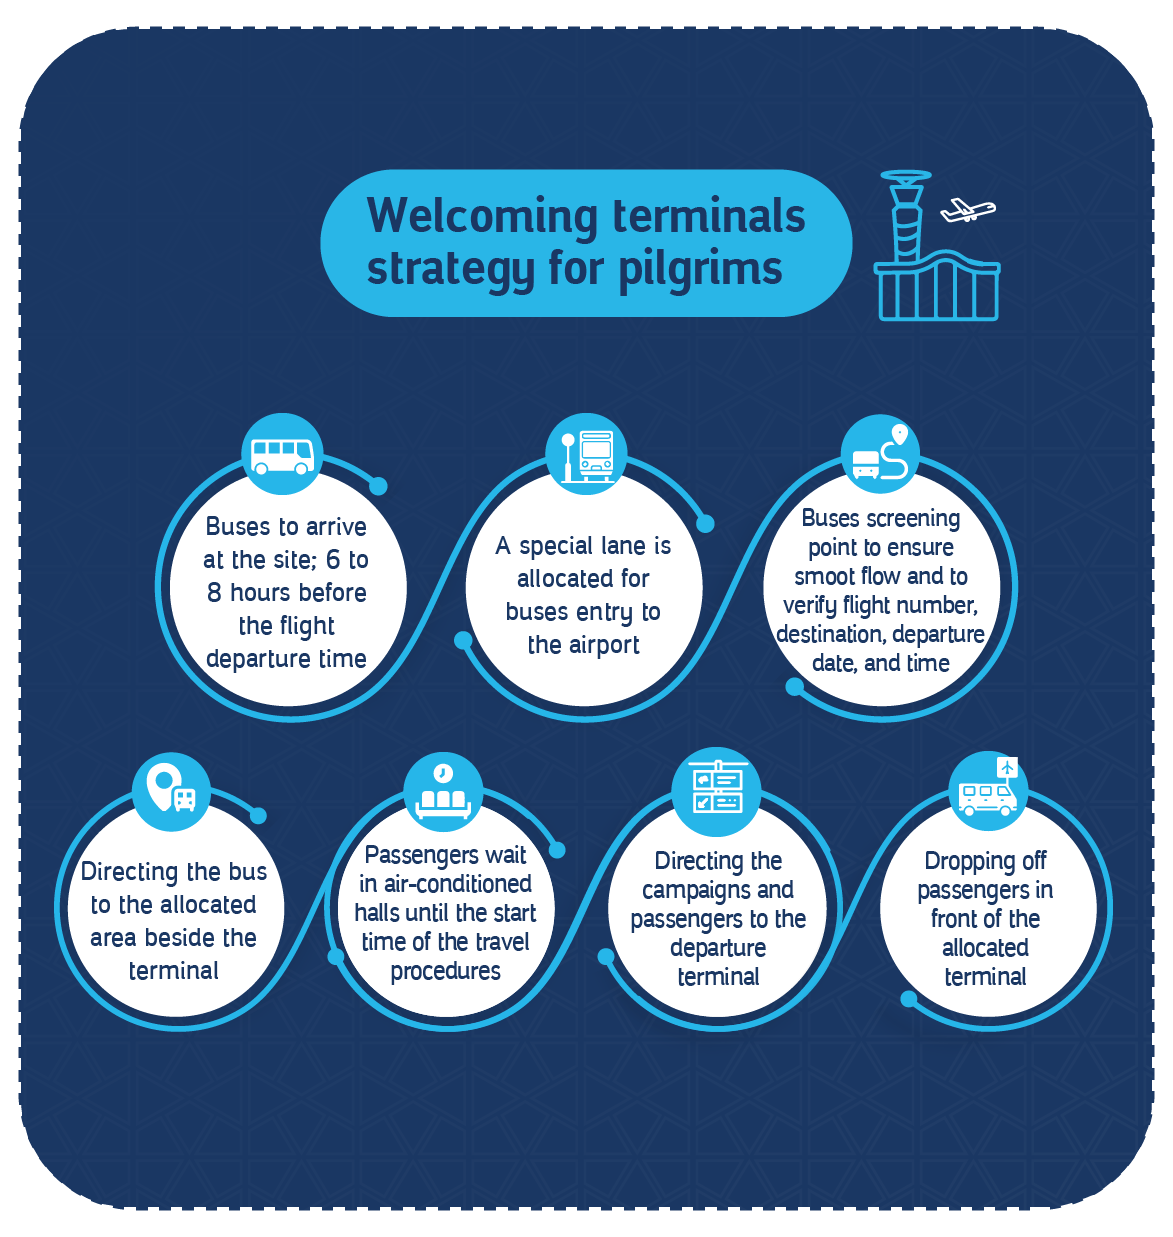 Welcoming terminals
strategy for pilgrims
Buses to arrive
at the site; 6 to
8 hours before
the flight
departure time
A special lane is
allocated for
buses entry to
the airport
Buses screening
point to ensure
smoot flow and to
verify flight number,
destination, departure
date, and time
Directing the bus
to the allocated
area beside the
terminal
Passengers wait
in air-conditioned
halls until the start
time of the travel
procedures
Directing the
campaigns and
passengers to the
departure
terminal
Dropping off
passengers in
front of the
allocated
terminal